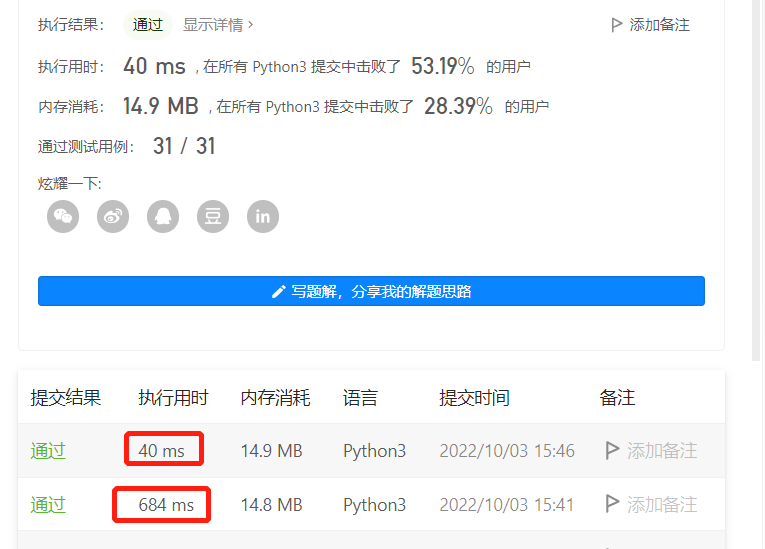 执行结果： 通过 显示详情 › 添加备注
执行用时： 40 ms , 在所有 Python3 提交中击败了 53.19% 的用户
内存消耗： 14.9 MB , 在所有 Python3 提交中击败了 28.39% 的用户
通过测试用例： 31 / 31
炫耀一下:
豆 in
写题解，分享我的解题思路
提交结果 执行用时 内存消耗 语言 提交时间 备注
通过 40 ms 14.9 MB Python3 2022/10/03 15:46 添加备注
通过 684 ms 14.8 MB Python3 2022/10/03 15:41 添加备注